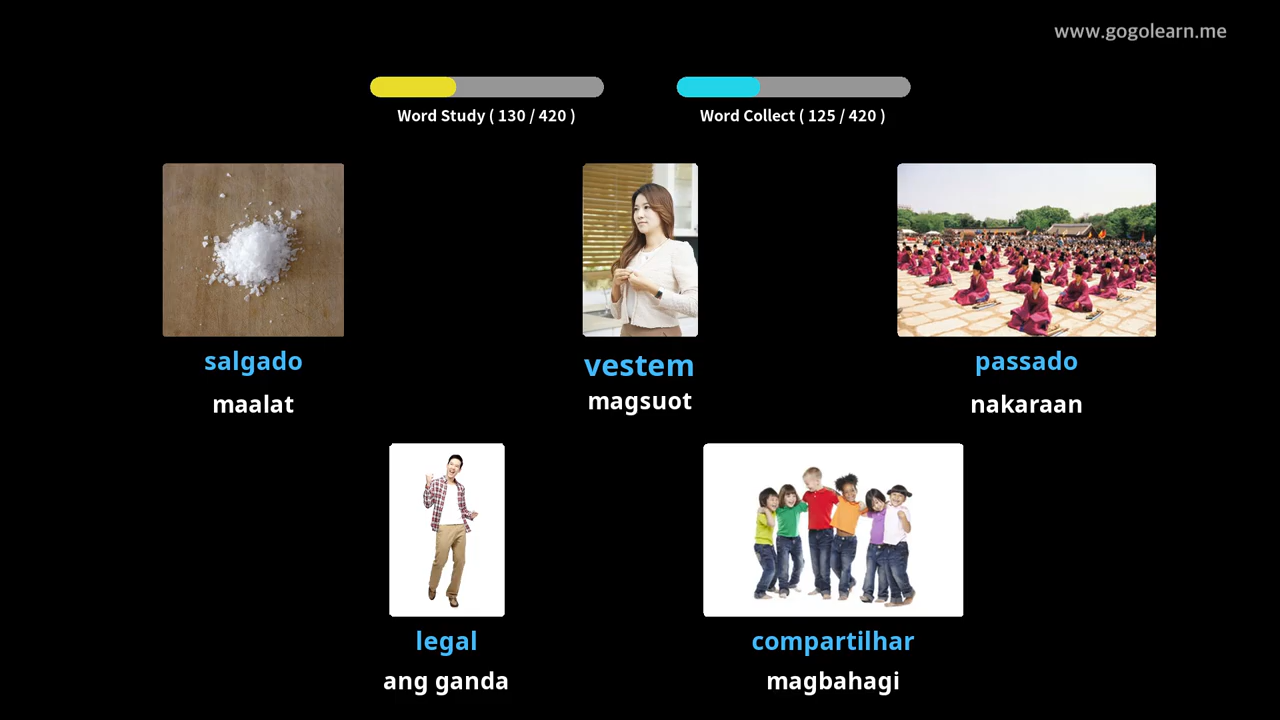 www.gogolearn.me
Word Study ( 130 / 420 )
Word Collect ( 125 / 420 )
salgado
maalat
vestem
magsuot
passado
nakaraan
legal
ang ganda
compartilhar
magbahagi